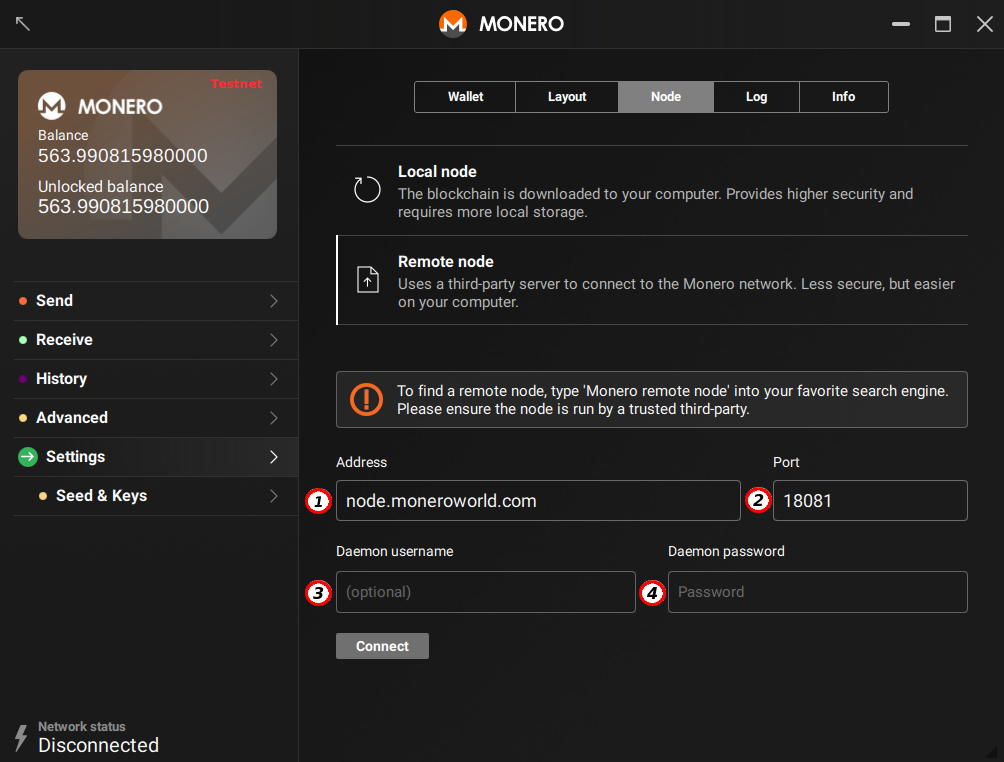 MONERO
Testnet
MONERO
Balance
563.990815980000
Unlocked balance
563.990815980000
Send
Receive
History
Advanced
Settings
Seed & Keys
Network status
Disconnected
Wallet
Layout
Node
Log
Info
Local node
The blockchain is downloaded to your computer. Provides higher security and
requires more local storage.
Remote node
Uses a third-party server to connect to the Monero network. Less secure, but easier
on your computer.
To find a remote node, type 'Monero remote node' into your favorite search engine.
Please ensure the node is run by a trusted third-party.
Address
Port
1
node.moneroworld.com
2
18081
Daemon username
Daemon password
3
(optional)
4
Password
Connect